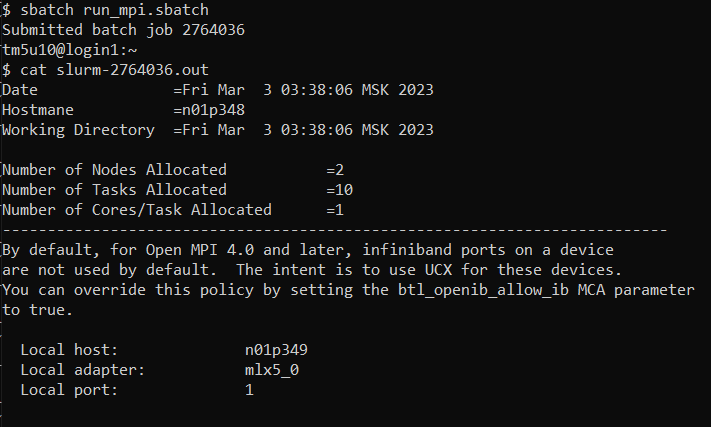 $ sbatch run_mpi.sbatch
Submitted batch job 2764036
tm5u10@login1:~
$ cat slurm-2764036.out
Date               =Fri Mar  3 03:38:06 MSK 2023
Hostmane           =n01p348
Working Directory  =Fri Mar  3 03:38:06 MSK 2023
Number of Nodes Allocated           =2
Number of Tasks Allocated           =10
Number of Cores/Task Allocated      =1
--------------------------------------------------------------------------
By default, for Open MPI 4.0 and later, infiniband ports on a device
are not used by default.  The intent is to use UCX for these devices.
You can override this policy by setting the btl_openib_allow_ib MCA parameter
to true.
  Local host:              n01p349
  Local adapter:           mlx5_0
  Local port:              1